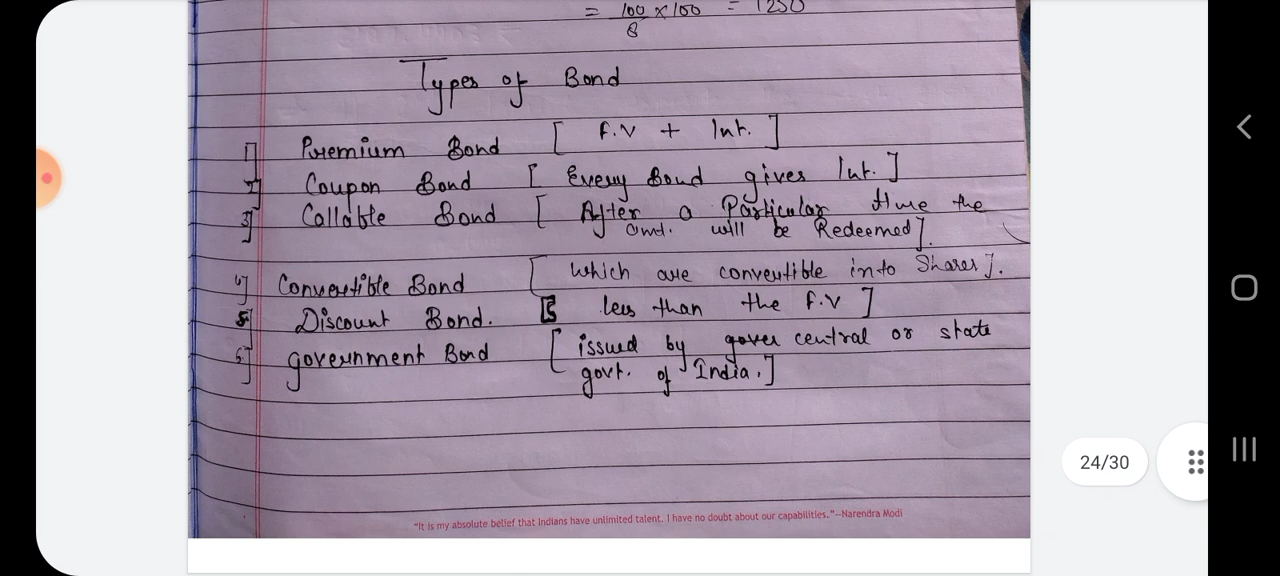 = 100/8 x 100 = 1250
Types of Bond
1] Premium Bond [ F.V + Int. ]
2] Coupon Bond [ Every Bond gives Int. ]
3] Callable Bond [ After a Particular time the
amt. will be Redeemed ].
4] Convertible Bond [ which are convertible into Shares ].
5] Discount Bond. [ less than the F.V ]
6] government Bond [ issued by gover central or state
govt. of India. ]
24/30
"It is my absolute belief that Indians have unlimited talent. I have no doubt about our capabilities."—Narendra Modi